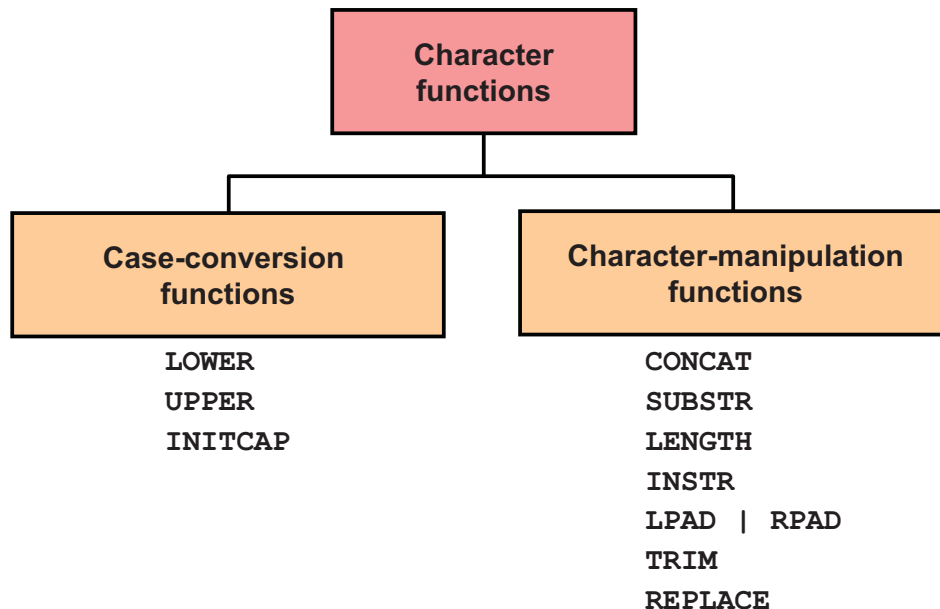 Character
functions
Case-conversion
functions
Character-manipulation
functions
LOWER
UPPER
INITCAP
CONCAT
SUBSTR
LENGTH
INSTR
LPAD | RPAD
TRIM
REPLACE